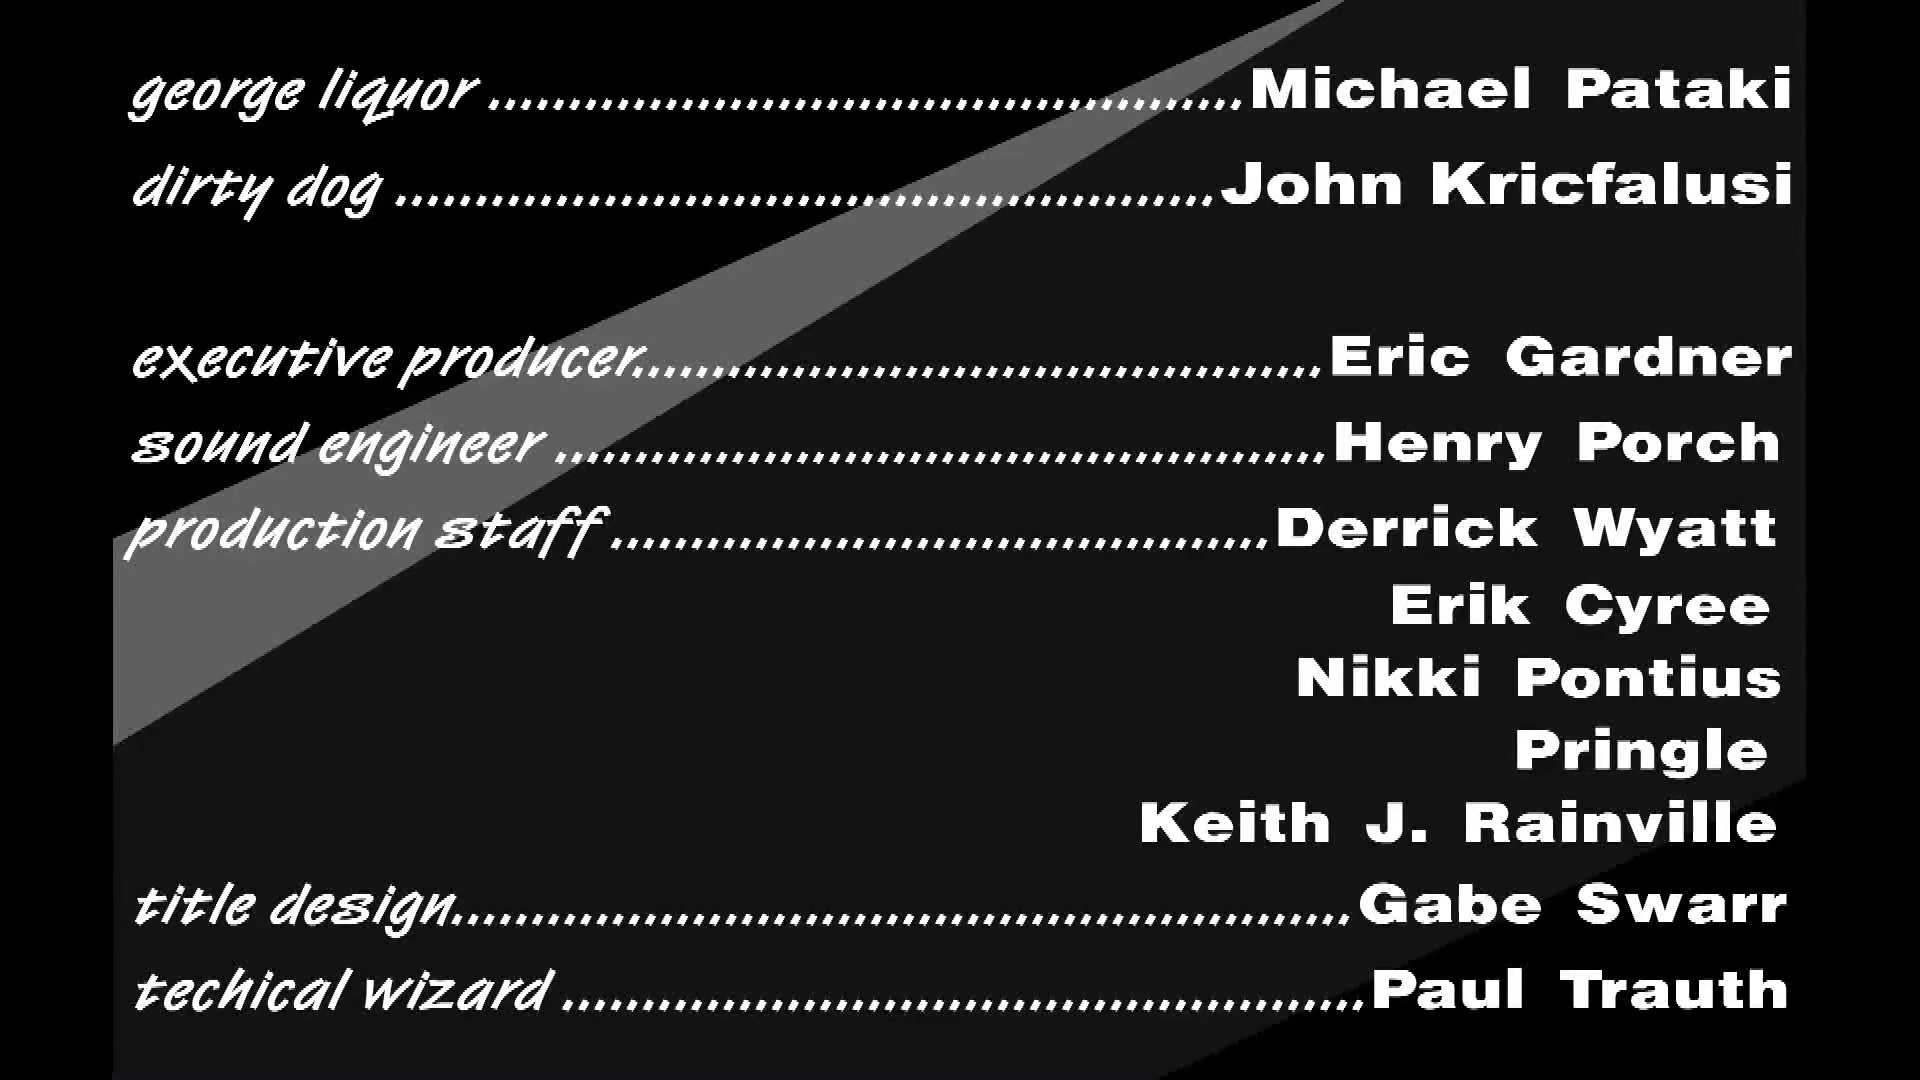 george liquor ...............................................Michael Pataki
dirty dog ...................................................John Kricfalusi
executive producer...........................................Eric Gardner
sound engineer ................................................Henry Porch
production staff .........................................Derrick Wyatt
Erik Cyree
Nikki Pontius
Pringle
Keith J. Rainville
title design........................................................Gabe Swarr
techical wizard ..................................................Paul Trauth